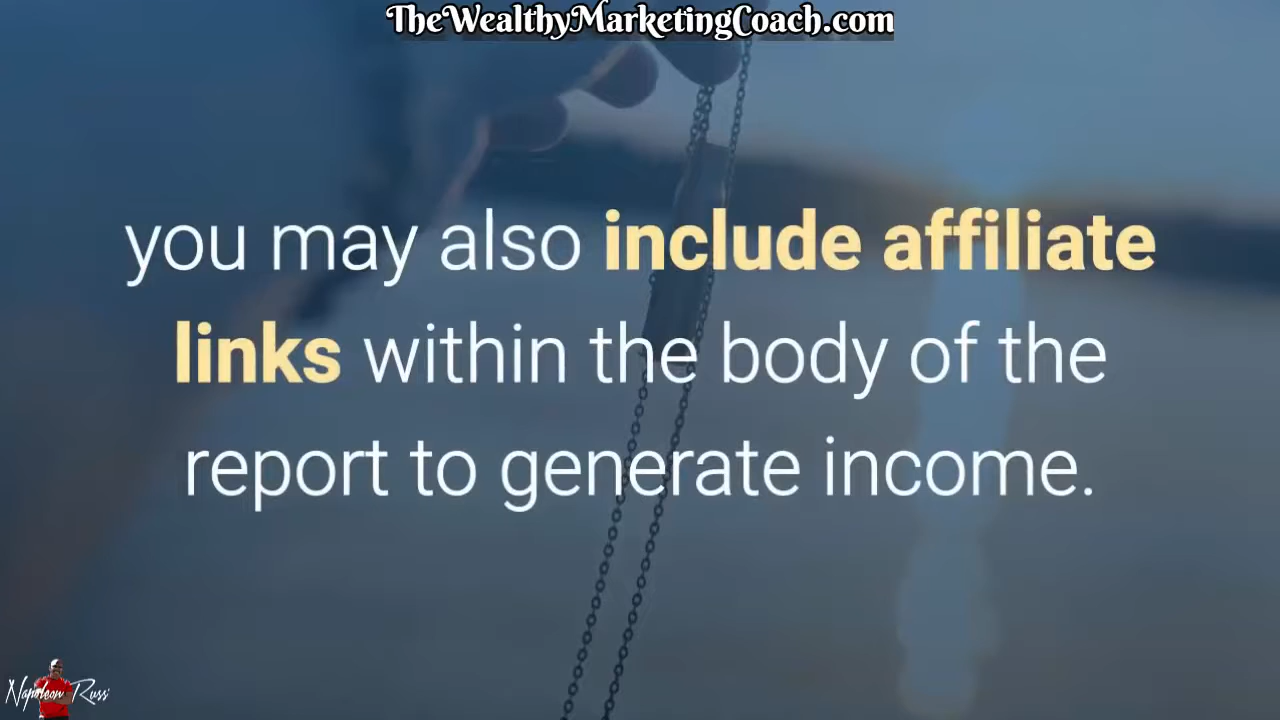 TheWealthyMarketingCoach.com
you may also include affiliate
links within the body of the
report to generate income.
Napoleon Russ